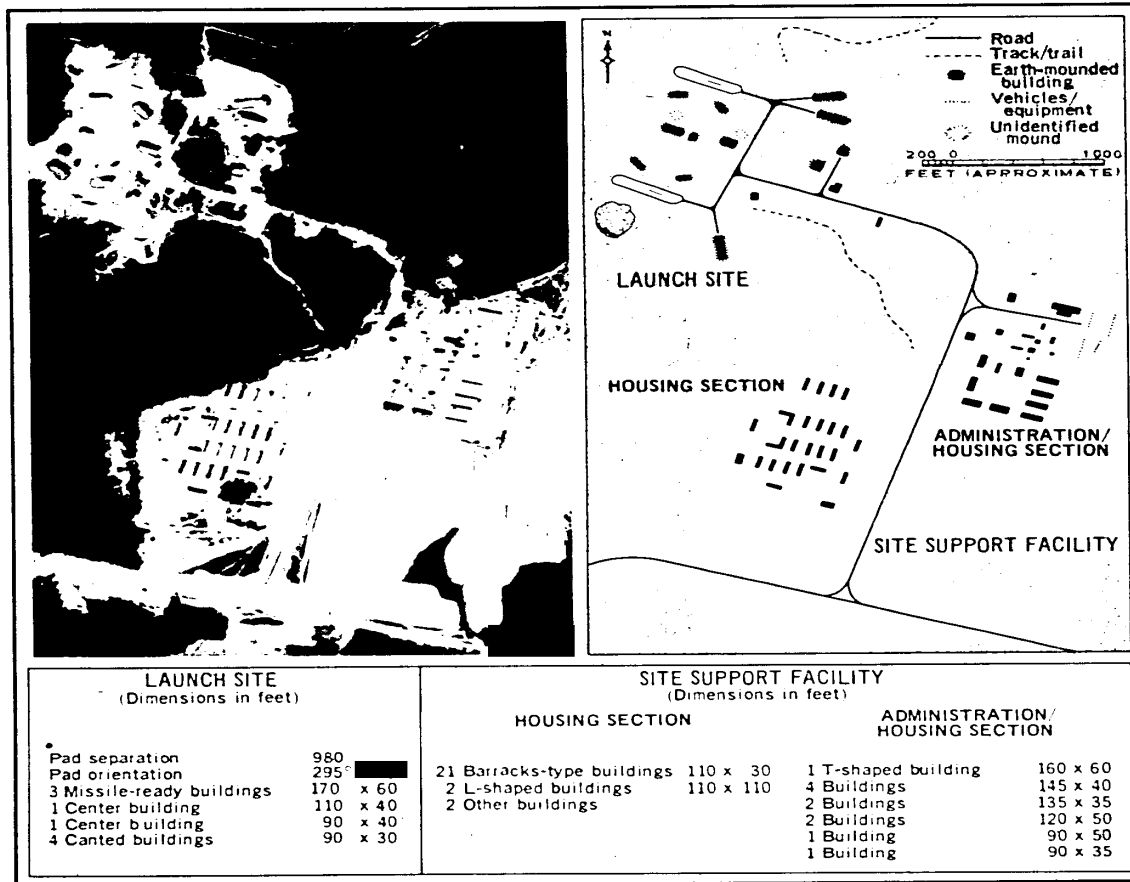 N
Road
Track/trail
Earth-mounded
building
Vehicles/
equipment
Unidentified
mound
200 0 1000
FEET (APPROXIMATE)
LAUNCH SITE
HOUSING SECTION
ADMINISTRATION/
HOUSING SECTION
SITE SUPPORT FACILITY
LAUNCH SITE
(Dimensions in feet)
Pad separation 980
Pad orientation 295°
3 Missile-ready buildings 170 x 60
1 Center building 110 x 40
1 Center building 90 x 40
4 Canted buildings 90 x 30
SITE SUPPORT FACILITY
(Dimensions in feet)
HOUSING SECTION
21 Barracks-type buildings 110 x 30
2 L-shaped buildings 110 x 110
2 Other buildings
ADMINISTRATION/
HOUSING SECTION
1 T-shaped building 160 x 60
4 Buildings 145 x 40
2 Buildings 135 x 35
2 Buildings 120 x 50
1 Building 90 x 50
1 Building 90 x 35